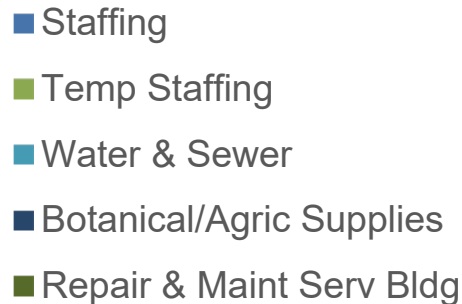 Staffing
Temp Staffing
Water & Sewer
Botanical/Agric Supplies
Repair & Maint Serv Bldg